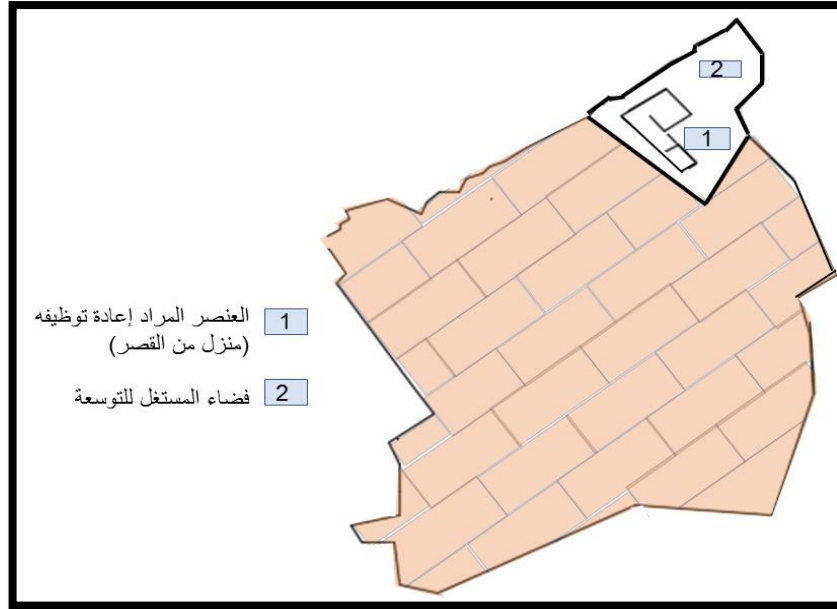 2
1
العنصر المراد إعادة توظيفه 1
(منزل من القصر)
فضاء المستغل للتوسعة 2